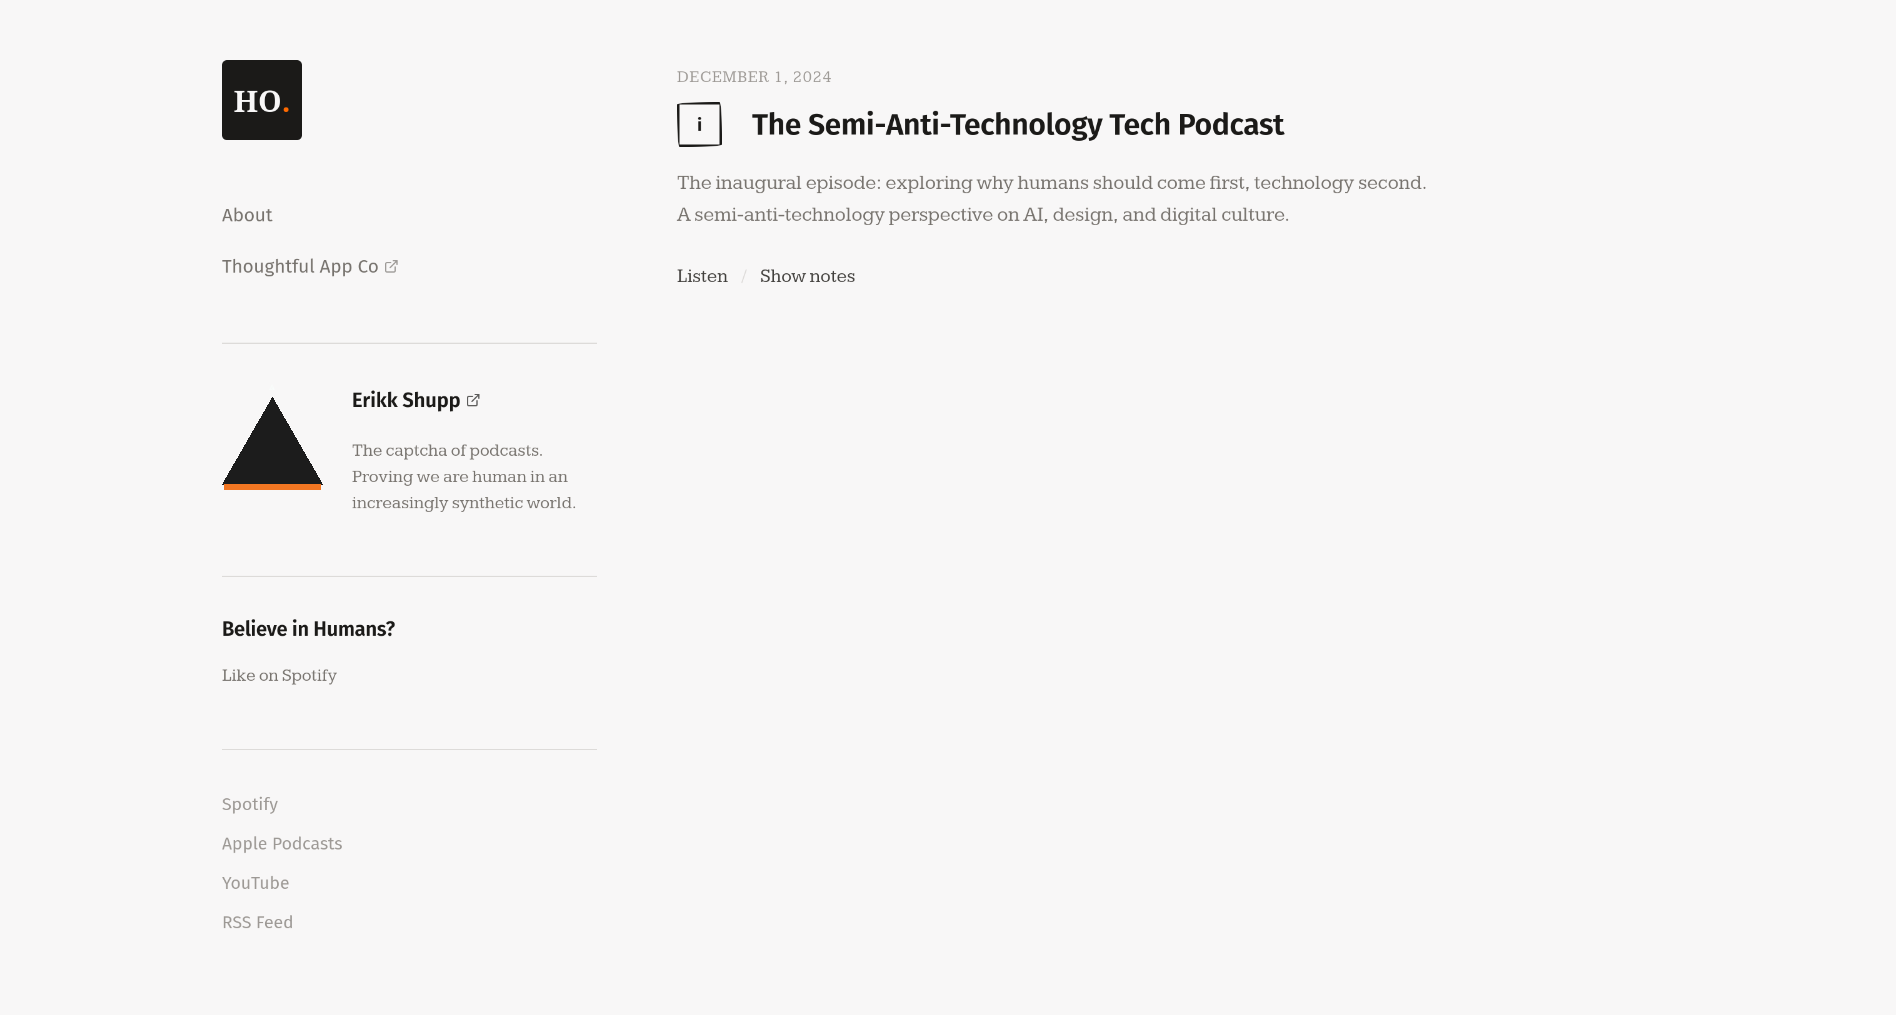 HO.
About
Thoughtful App Co
Erikk Shupp
The captcha of podcasts.
Proving we are human in an
increasingly synthetic world.
Believe in Humans?
Like on Spotify
Spotify
Apple Podcasts
YouTube
RSS Feed
DECEMBER 1, 2024
i
The Semi-Anti-Technology Tech Podcast
The inaugural episode: exploring why humans should come first, technology second.
A semi-anti-technology perspective on AI, design, and digital culture.
Listen / Show notes